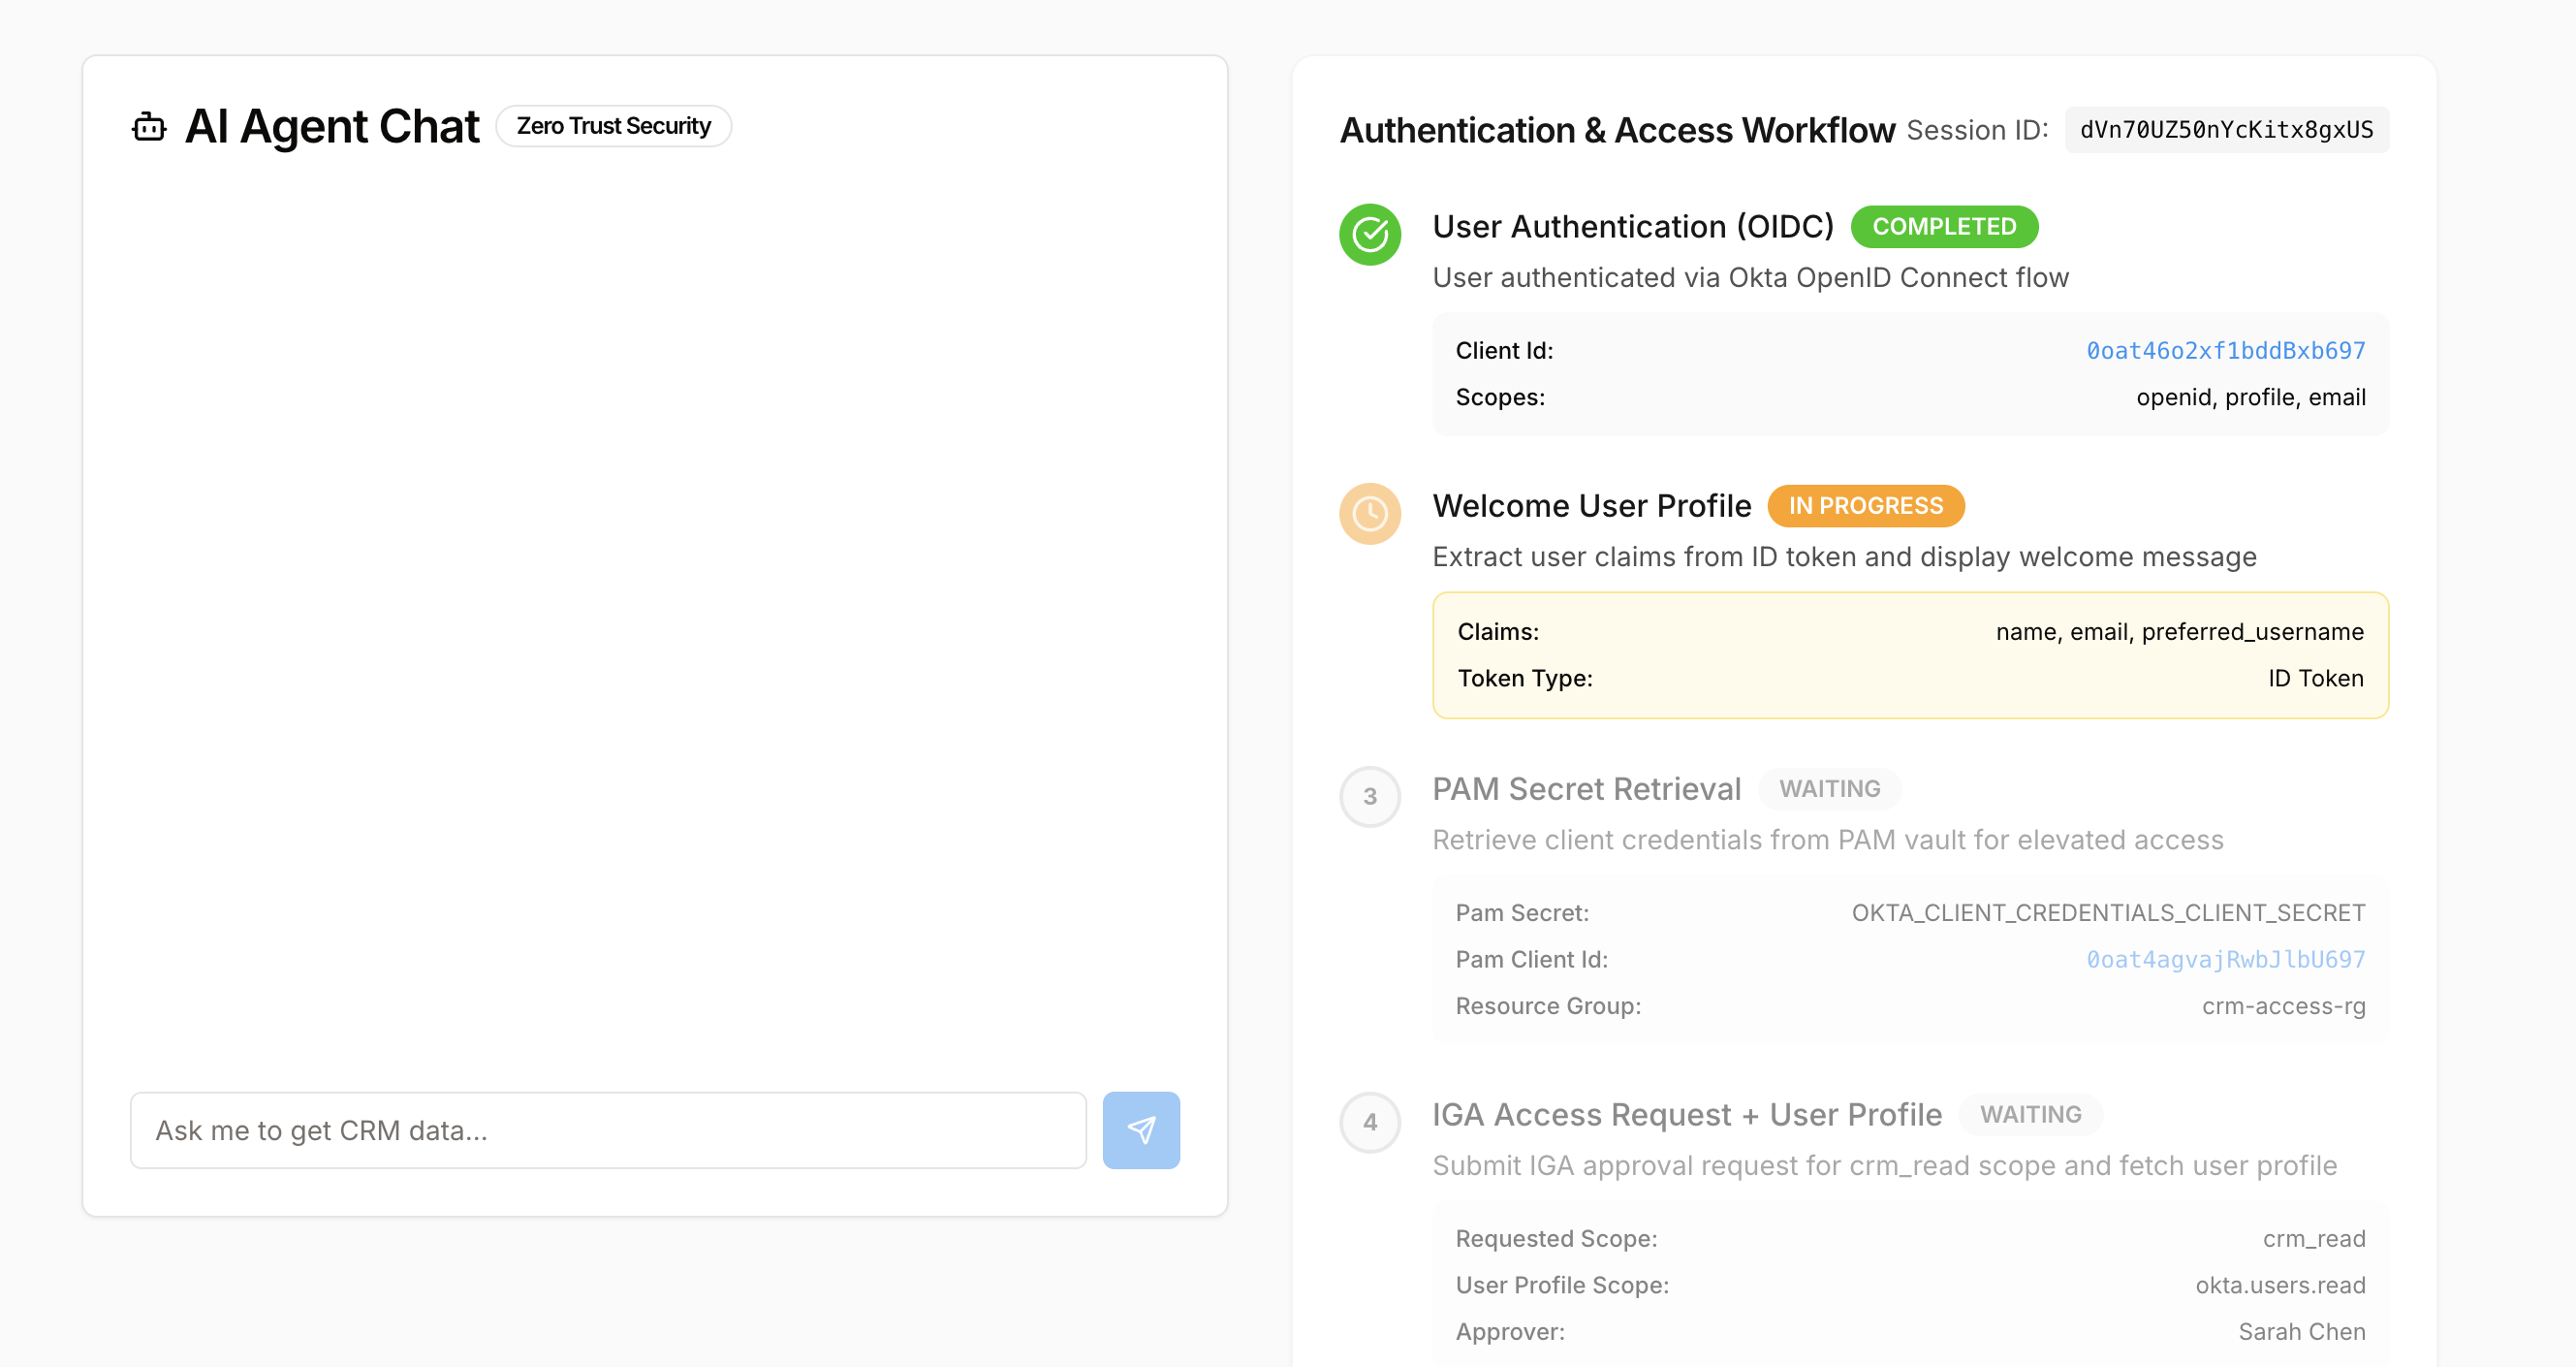 AI Agent Chat Zero Trust Security
Ask me to get CRM data...
Authentication & Access Workflow Session ID: dVn70UZ50nYcKitx8gxUS
User Authentication (OIDC) COMPLETED
User authenticated via Okta OpenID Connect flow
Client Id: 0oat46o2xf1bddBxb697
Scopes: openid, profile, email
Welcome User Profile IN PROGRESS
Extract user claims from ID token and display welcome message
Claims: name, email, preferred_username
Token Type: ID Token
3 PAM Secret Retrieval WAITING
Retrieve client credentials from PAM vault for elevated access
Pam Secret: OKTA_CLIENT_CREDENTIALS_CLIENT_SECRET
Pam Client Id: 0oat4agvajRwbJlbU697
Resource Group: crm-access-rg
4 IGA Access Request + User Profile WAITING
Submit IGA approval request for crm_read scope and fetch user profile
Requested Scope: crm_read
User Profile Scope: okta.users.read
Approver: Sarah Chen